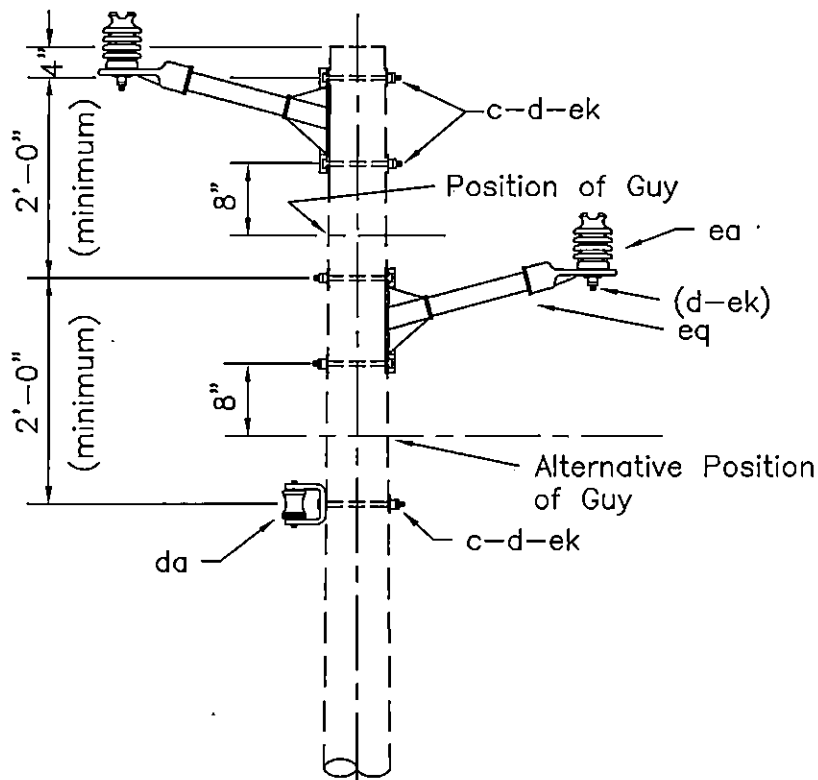 4"
c-d-ek
2'-0"
(minimum)
8"
Position of Guy
ea
(d-ek)
eq
2'-0"
(minimum)
8"
Alternative Position
of Guy
c-d-ek
da